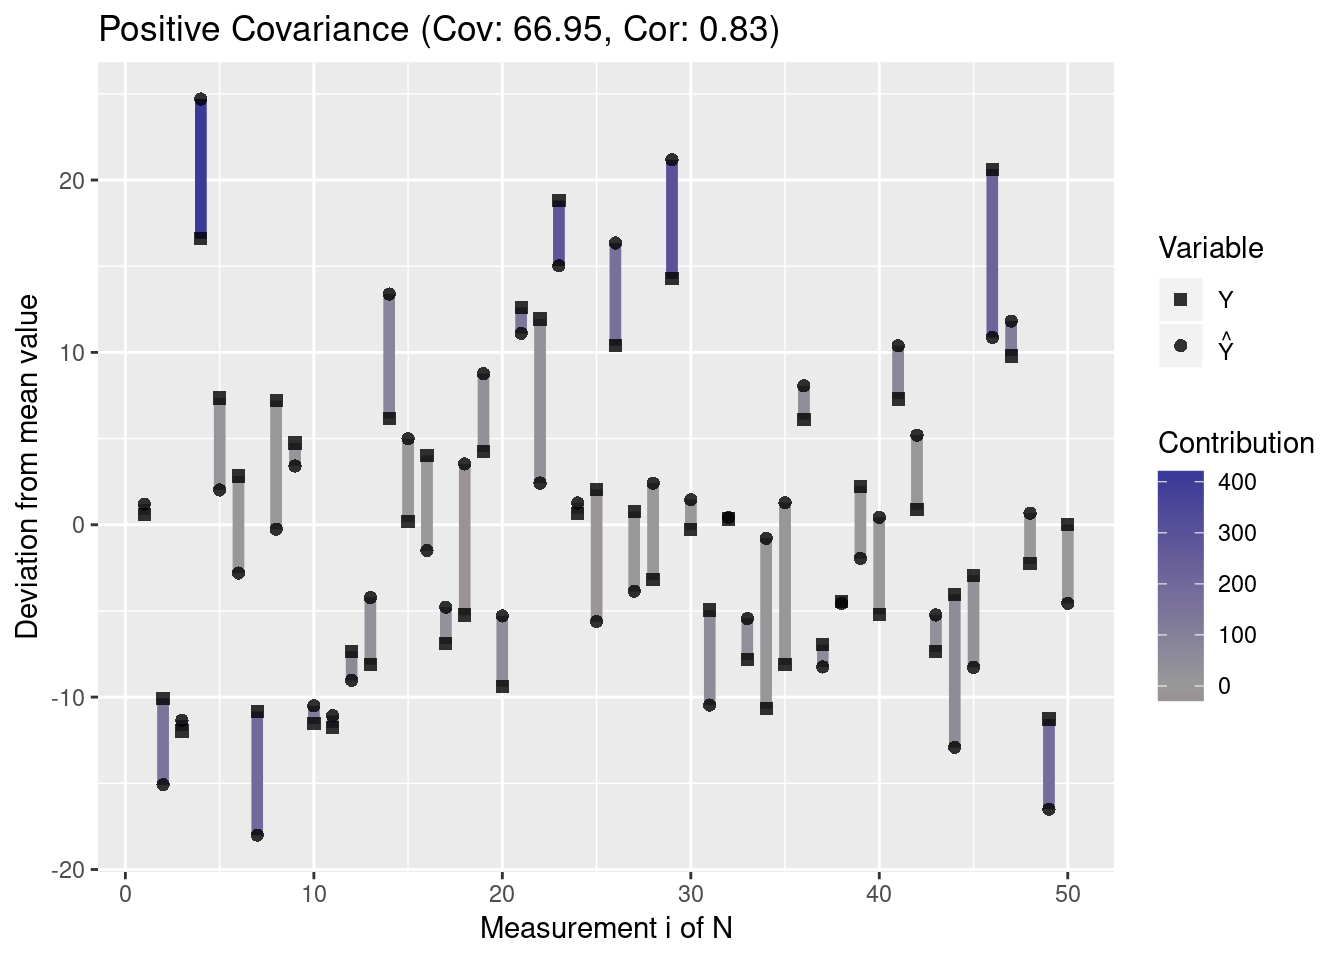 Positive Covariance (Cov: 66.95, Cor: 0.83)
Deviation from mean value
20
10
0
-10
-20
0 10 20 30 40 50
Measurement i of N
Variable
Y
Ŷ
Contribution
400
300
200
100
0